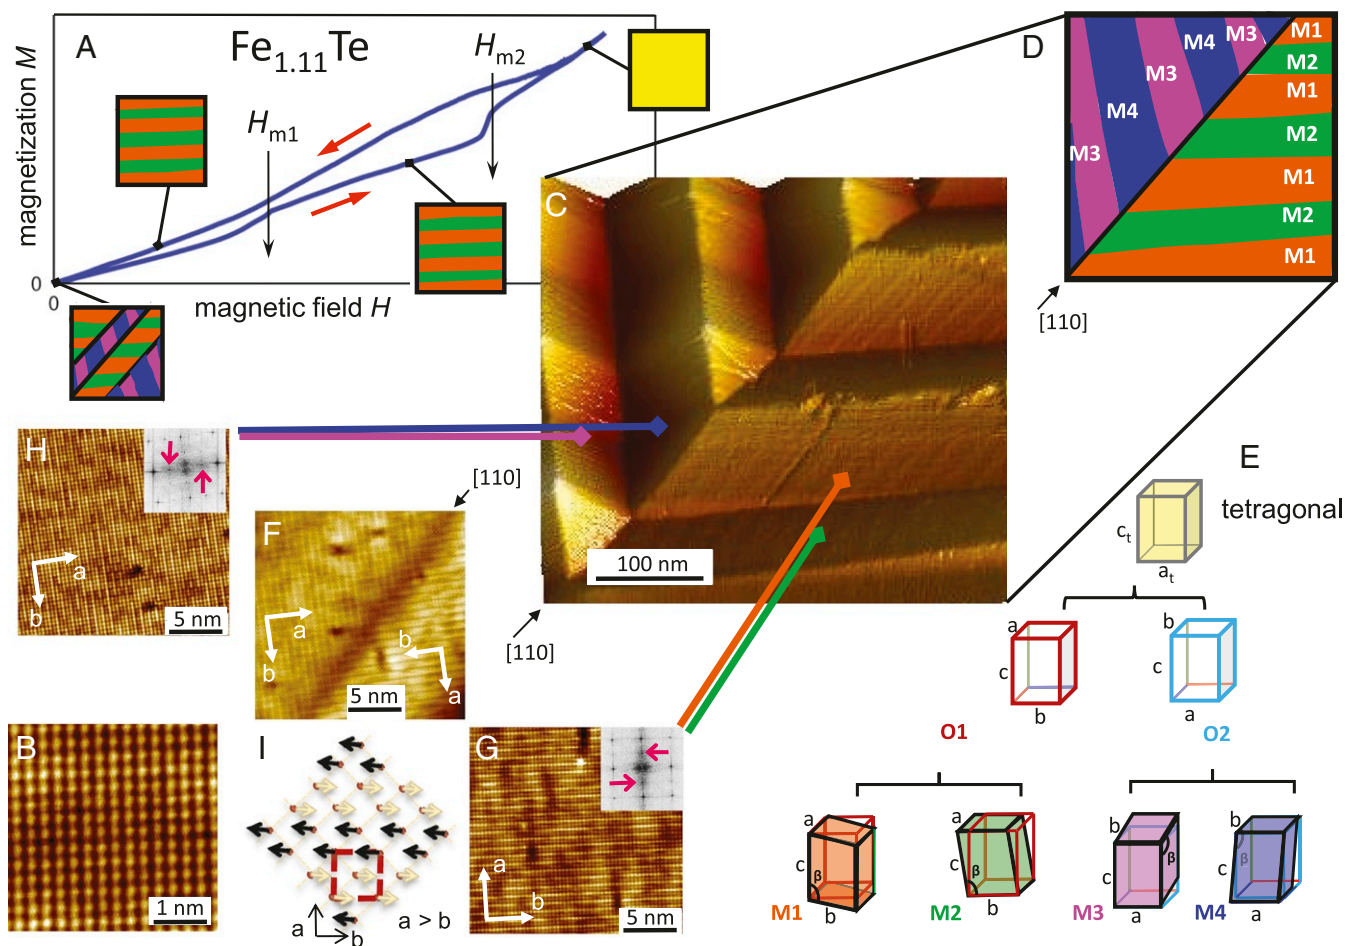 A
Fe1.11Te
Hm1
Hm2
magnetization M
0
0
magnetic field H
C
100 nm
[110]
D
M3
M4
M3
M4
M3
M1
M2
M1
M2
M1
M2
M1
[110]
E
tetragonal
ct
at
a
c
b
O1
b
c
a
O2
a
c
β
b
M1
a
c
β
b
M2
b
c
β
a
M3
b
β
c
a
M4
H
a
b
5 nm
F
[110]
a
b
b
a
5 nm
B
1 nm
I
a
b
a > b
G
a
b
5 nm